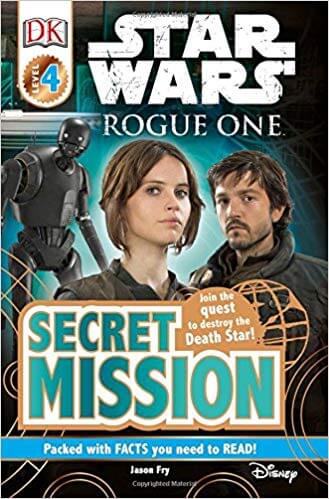 DK
LEVEL
4
STAR
WARS
ROGUE ONE
Join the
quest
to destroy the
Death Star!
SECRET
MISSION
Packed with FACTS you need to READ!
Jason Fry
Disney